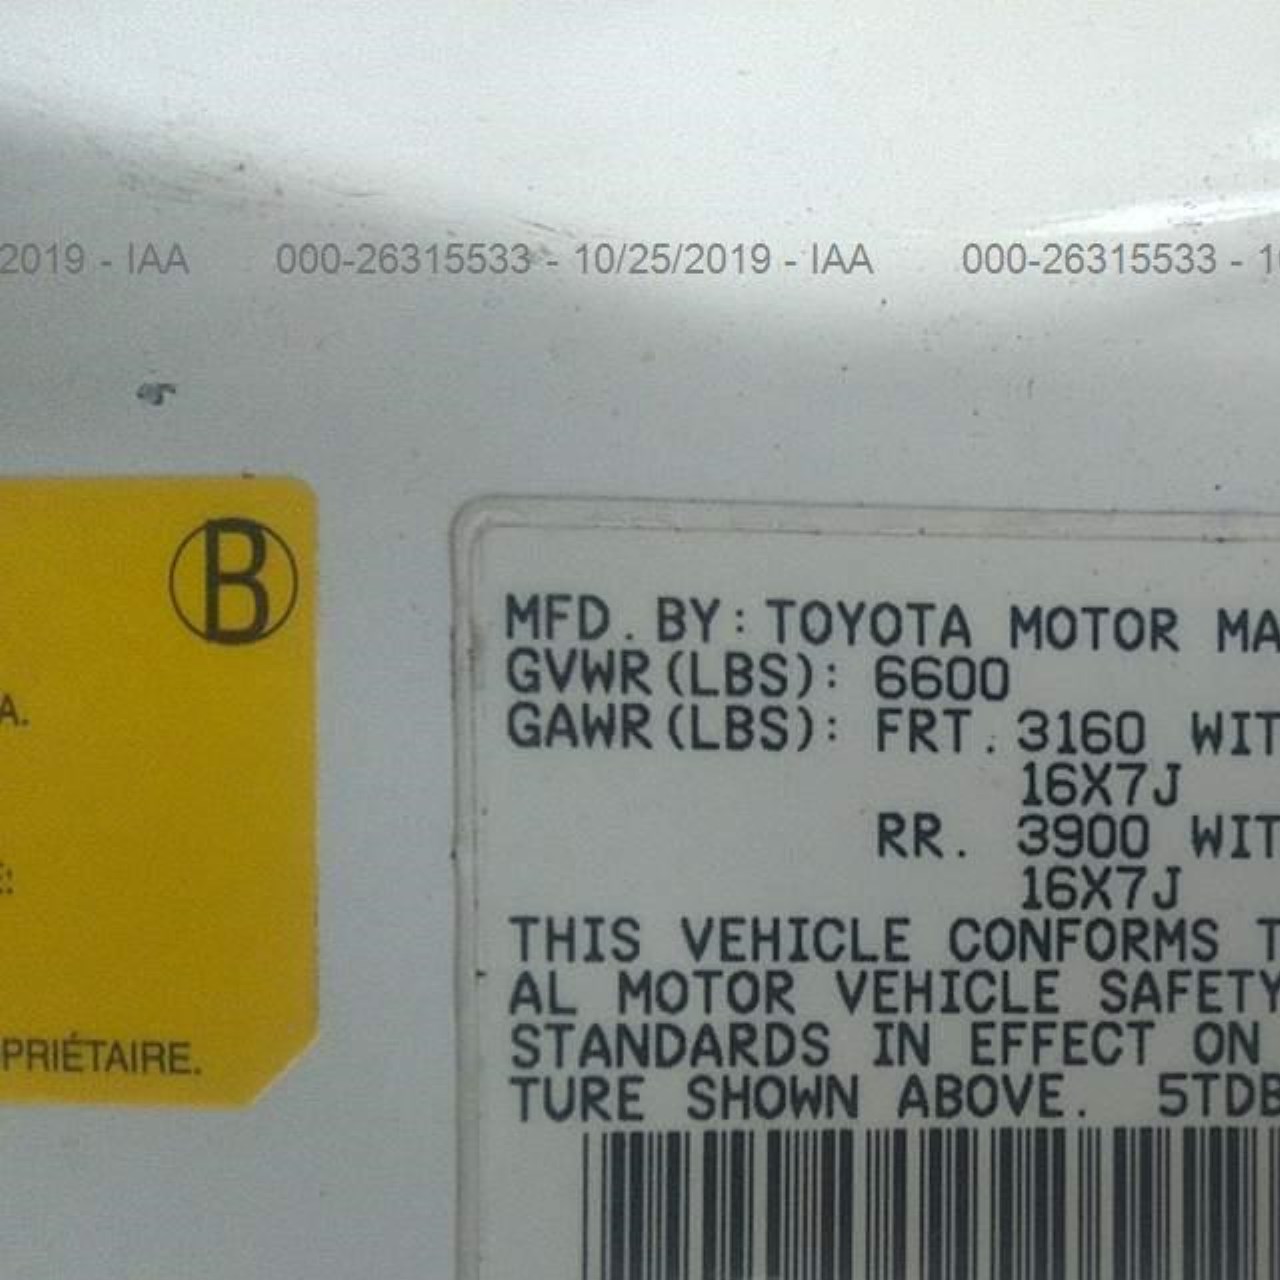 2019 - IAA 000-26315533 - 10/25/2019 - IAA 000-26315533 - 10
B
A.
E:
PRIÉTAIRE.
MFD. BY: TOYOTA MOTOR MA
GVWR(LBS): 6600
GAWR(LBS): FRT. 3160 WIT
16X7J
RR. 3900 WIT
16X7J
THIS VEHICLE CONFORMS T
AL MOTOR VEHICLE SAFETY
STANDARDS IN EFFECT ON
TURE SHOWN ABOVE. 5TDB